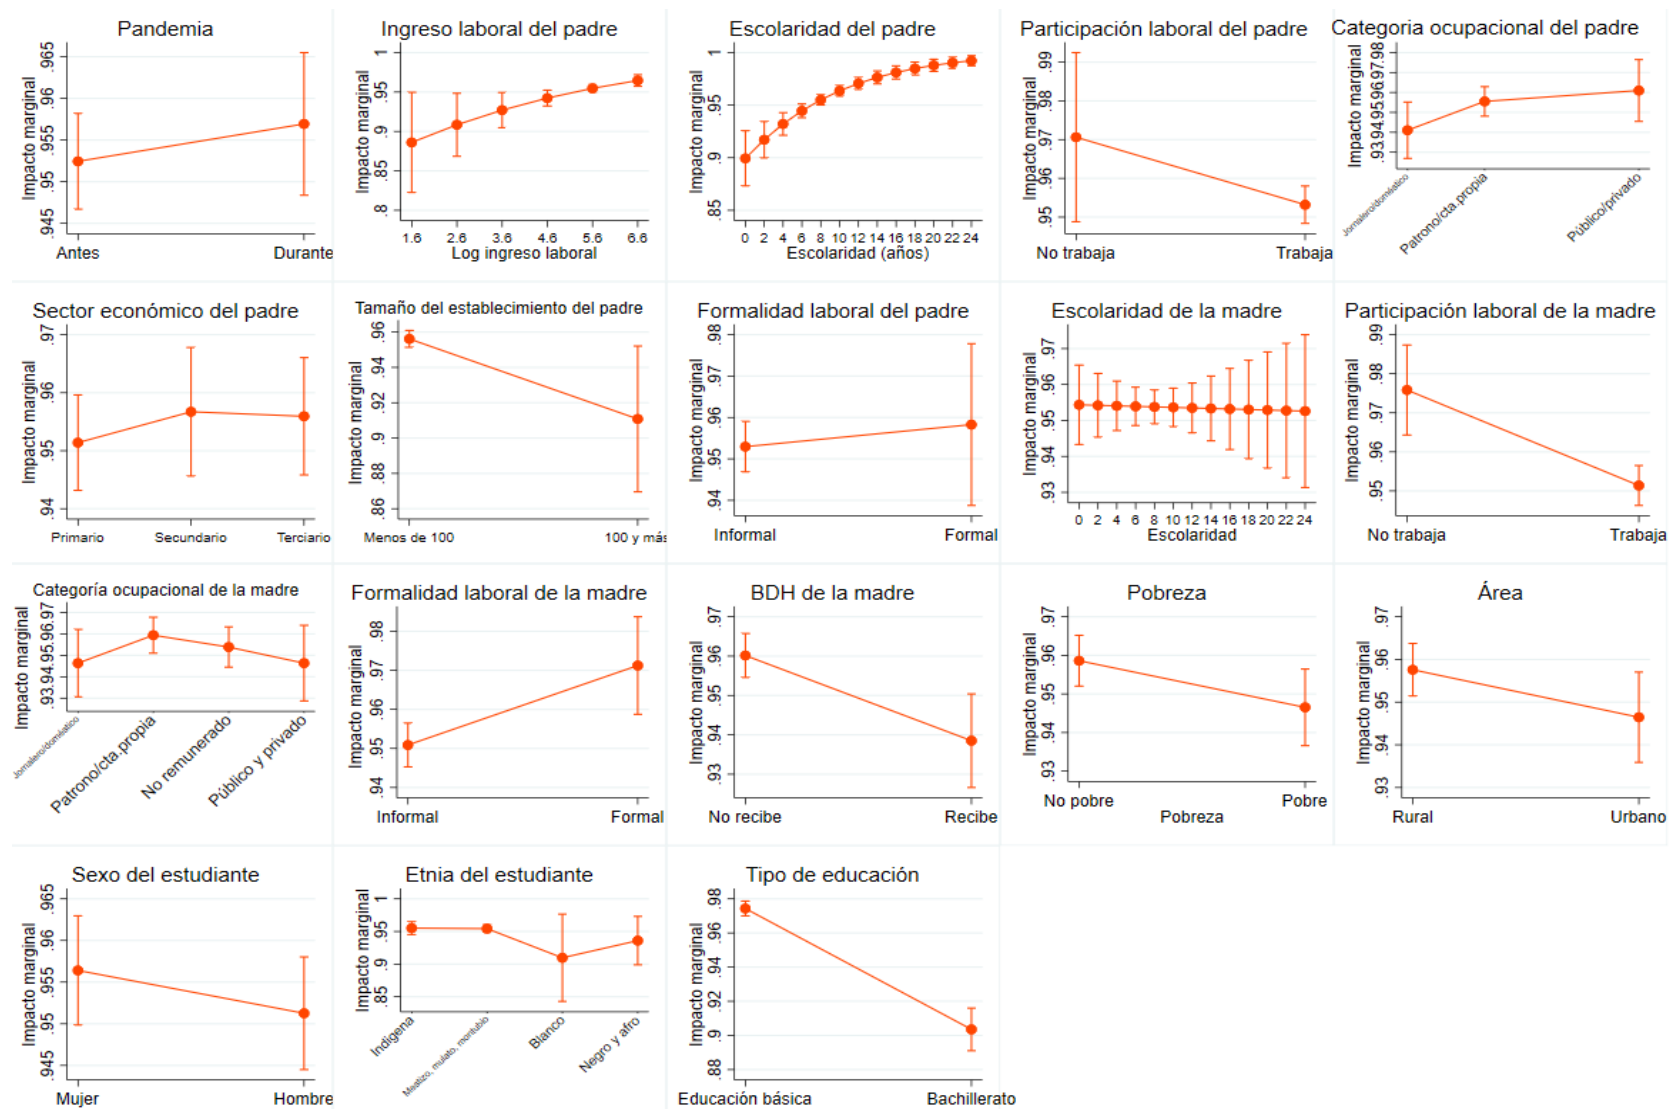 Pandemia
Impacto marginal
.945 .95 .955 .96 .965
Antes Durante
Ingreso laboral del padre
Impacto marginal
.8 .85 .9 .95 1
1.6 2.6 3.6 4.6 5.6 6.6
Log ingreso laboral
Escolaridad del padre
Impacto marginal
.85 .9 .95 1
0 2 4 6 8 10 12 14 16 18 20 22 24
Escolaridad (años)
Participación laboral del padre
Impacto marginal
.95 .96 .97 .98 .99
No trabaja Trabaja
Categoria ocupacional del padre
Impacto marginal
.93 .94 .95 .96 .97 .98
Jornalero/doméstico
Patrono/cta.propia
Público/privado
Sector económico del padre
Impacto marginal
.94 .95 .96 .97
Primario Secundario Terciario
Tamaño del establecimiento del padre
Impacto marginal
.86 .88 .9 .92 .94 .96
Menos de 100 100 y más
Formalidad laboral del padre
Impacto marginal
.94 .95 .96 .97 .98
Informal Formal
Escolaridad de la madre
Impacto marginal
.93 .94 .95 .96 .97
0 2 4 6 8 10 12 14 16 18 20 22 24
Escolaridad
Participación laboral de la madre
Impacto marginal
.95 .96 .97 .98 .99
No trabaja Trabaja
Categoría ocupacional de la madre
Impacto marginal
.93 .94 .95 .96 .97
Jornalero/doméstico
Patrono/cta.propia
No remunerado
Público y privado
Formalidad laboral de la madre
Impacto marginal
.94 .95 .96 .97 .98
Informal Formal
BDH de la madre
Impacto marginal
.93 .94 .95 .96 .97
No recibe Recibe
Pobreza
Impacto marginal
.93 .94 .95 .96 .97
No pobre Pobre
Pobreza
Área
Impacto marginal
.93 .94 .95 .96 .97
Rural Urbano
Sexo del estudiante
Impacto marginal
.945 .95 .955 .96 .965
Mujer Hombre
Etnia del estudiante
Impacto marginal
.85 .9 .95 1
Indígena
Mestizo, mulato, montubio
Blanco
Negro y afro
Tipo de educación
Impacto marginal
.88 .9 .92 .94 .96 .98
Educación básica Bachillerato